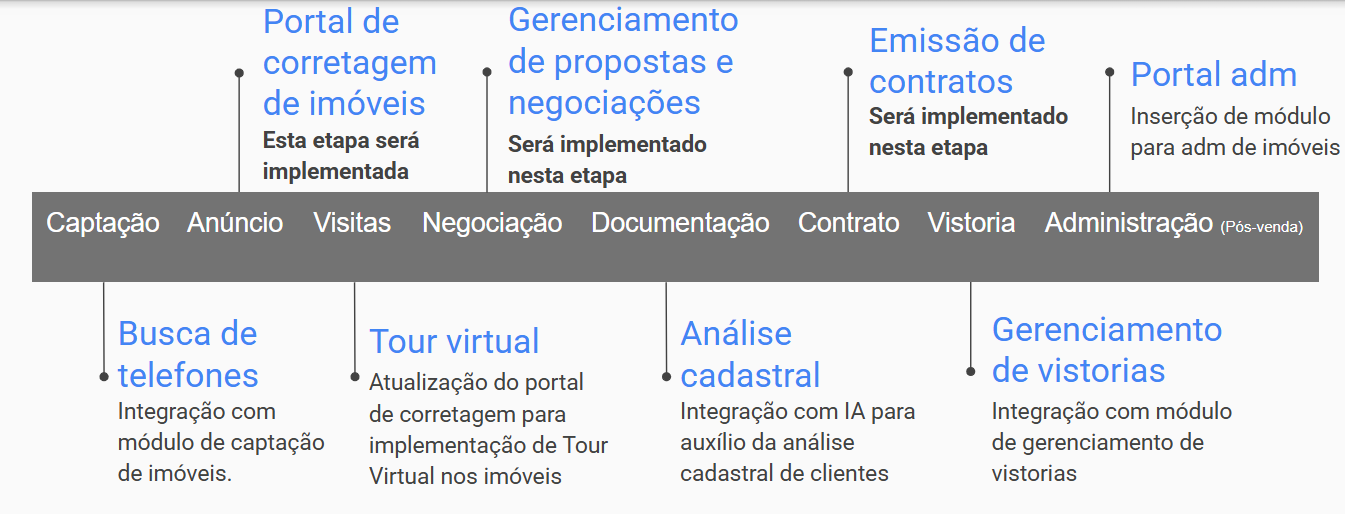 Portal de
corretagem
de imóveis
Esta etapa será
implementada
Gerenciamento
de propostas e
negociações
Será implementado
nesta etapa
Emissão de
contratos
Será implementado
nesta etapa
Portal adm
Inserção de módulo
para adm de imóveis
Captação Anúncio Visitas Negociação Documentação Contrato Vistoria Administração (Pós-venda)
Busca de
telefones
Integração com
módulo de captação
de imóveis.
Tour virtual
Atualização do portal
de corretagem para
implementação de Tour
Virtual nos imóveis
Análise
cadastral
Integração com IA para
auxílio da análise
cadastral de clientes
Gerenciamento
de vistorias
Integração com módulo
de gerenciamento de
vistorias